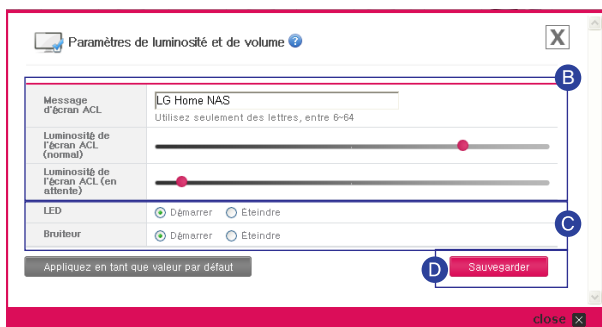 Paramètres de luminosité et de volume ?
X
B
Message
d'écran ACL
LG Home NAS
Utilisez seulement des lettres, entre 6~64
Luminosité de
l'écran ACL
(normal)
Luminosité de
l'écran ACL (en
attente)
LED
Démarrer
Éteindre
C
Bruiteur
Démarrer
Éteindre
Appliquez en tant que valeur par défaut
D
Sauvegarder
close X